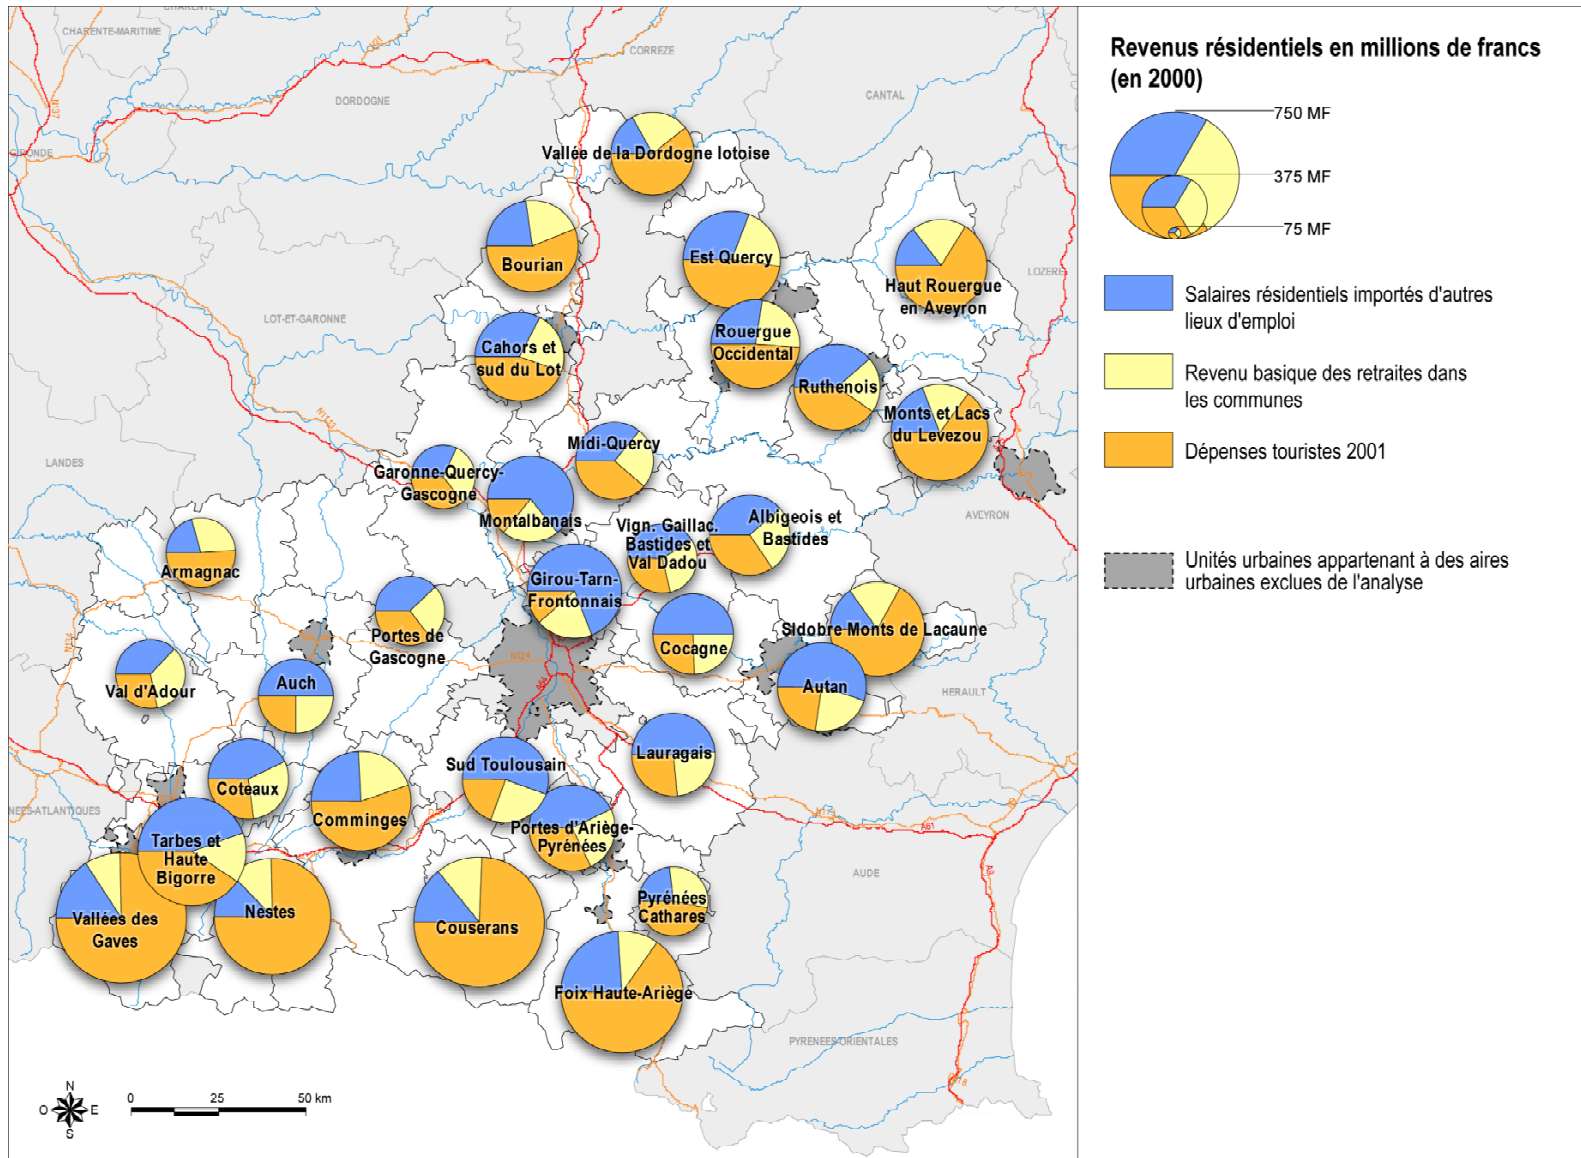 CHARENTE
CHARENTE-MARITIME
CORREZE
DORDOGNE
CANTAL
GIRONDE
Vallée de la Dordogne lotoise
Bourian
Est Quercy
Haut Rouergue
en Aveyron
LOZERE
LOT-ET-GARONNE
Cahors et
sud du Lot
Rouergue
Occidental
Ruthenois
Monts et Lacs
du Levezou
N113
Midi-Quercy
LANDES
Garonne-Quercy-
Gascogne
Montalbanais
AVEYRON
Vign. Gaillac.
Bastides et
Val Dadou
Albigeois et
Bastides
Armagnac
Girou-Tarn-
Frontonnais
Portes de
Gascogne
Cocagne
Sidobre Monts de Lacaune
N124
Val d'Adour
Auch
Autan
HERAULT
A64
Sud Toulousain
Lauragais
Coteaux
Comminges
NEES-ATLANTIQUES
A61
Portes d'Ariège-
Pyrénées
Tarbes et
Haute
Bigorre
AUDE
Vallées des
Gaves
Nestes
Couserans
Pyrénées
Cathares
Foix Haute-Ariège
PYRENEES-ORIENTALES
N
O E
S
0 25 50 km
Revenus résidentiels en millions de francs
(en 2000)
750 MF
375 MF
75 MF
Salaires résidentiels importés d'autres
lieux d'emploi
Revenu basique des retraites dans
les communes
Dépenses touristes 2001
Unités urbaines appartenant à des aires
urbaines exclues de l'analyse